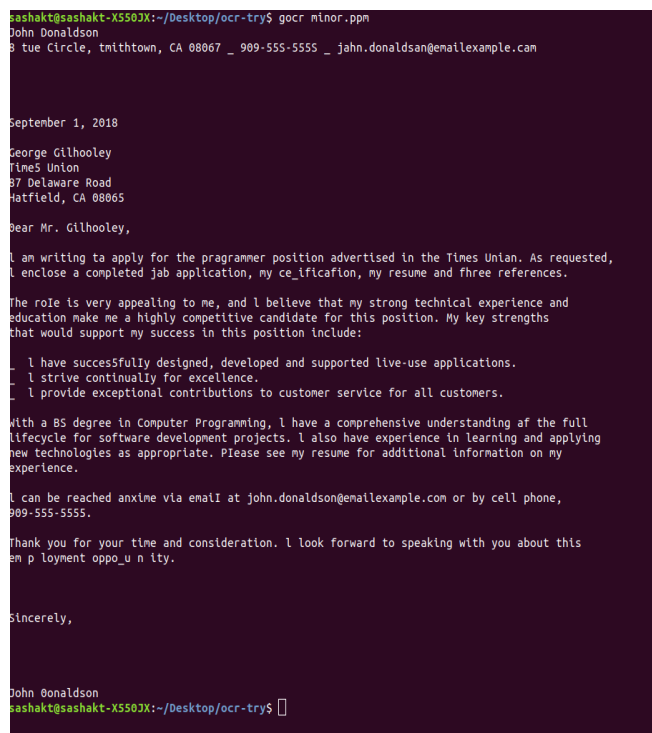 sashakt@sashakt-X550JX:~/Desktop/ocr-try$ gocr minor.ppm
John Donaldson
8 tue Circle, tmithtown, CA 08067 _ 909-55S-555S _ jahn.donaldsan@emailexample.cam
September 1, 2018
George Gilhooley
Time5 Union
87 Delaware Road
Hatfield, CA 08065
0ear Mr. Gilhooley,
l am writing ta apply for the pragrammer position advertised in the Times Unian. As requested,
l enclose a completed jab application, my ce_ificafion, my resume and fhree references.
The roIe is very appealing to me, and l believe that my strong technical experience and
education make me a highly competitive candidate for this position. My key strengths
that would support my success in this position include:
_ l have succes5fulIy designed, developed and supported live-use applications.
_ l strive continualIy for excellence.
_ l provide exceptional contributions to customer service for all customers.
With a BS degree in Computer Programming, l have a comprehensive understanding af the full
lifecycle for software development projects. l also have experience in learning and applying
new technologies as appropriate. PIease see my resume for additional information on my
experience.
l can be reached anxime via emaiI at john.donaldson@emailexample.com or by cell phone,
909-555-5555.
Thank you for your time and consideration. l look forward to speaking with you about this
em p loyment oppo_u n ity.
Sincerely,
John 0onaldson
sashakt@sashakt-X550JX:~/Desktop/ocr-try$